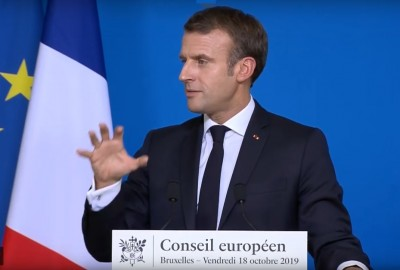 Conseil européen
Bruxelles – Vendredi 18 octobre 2019